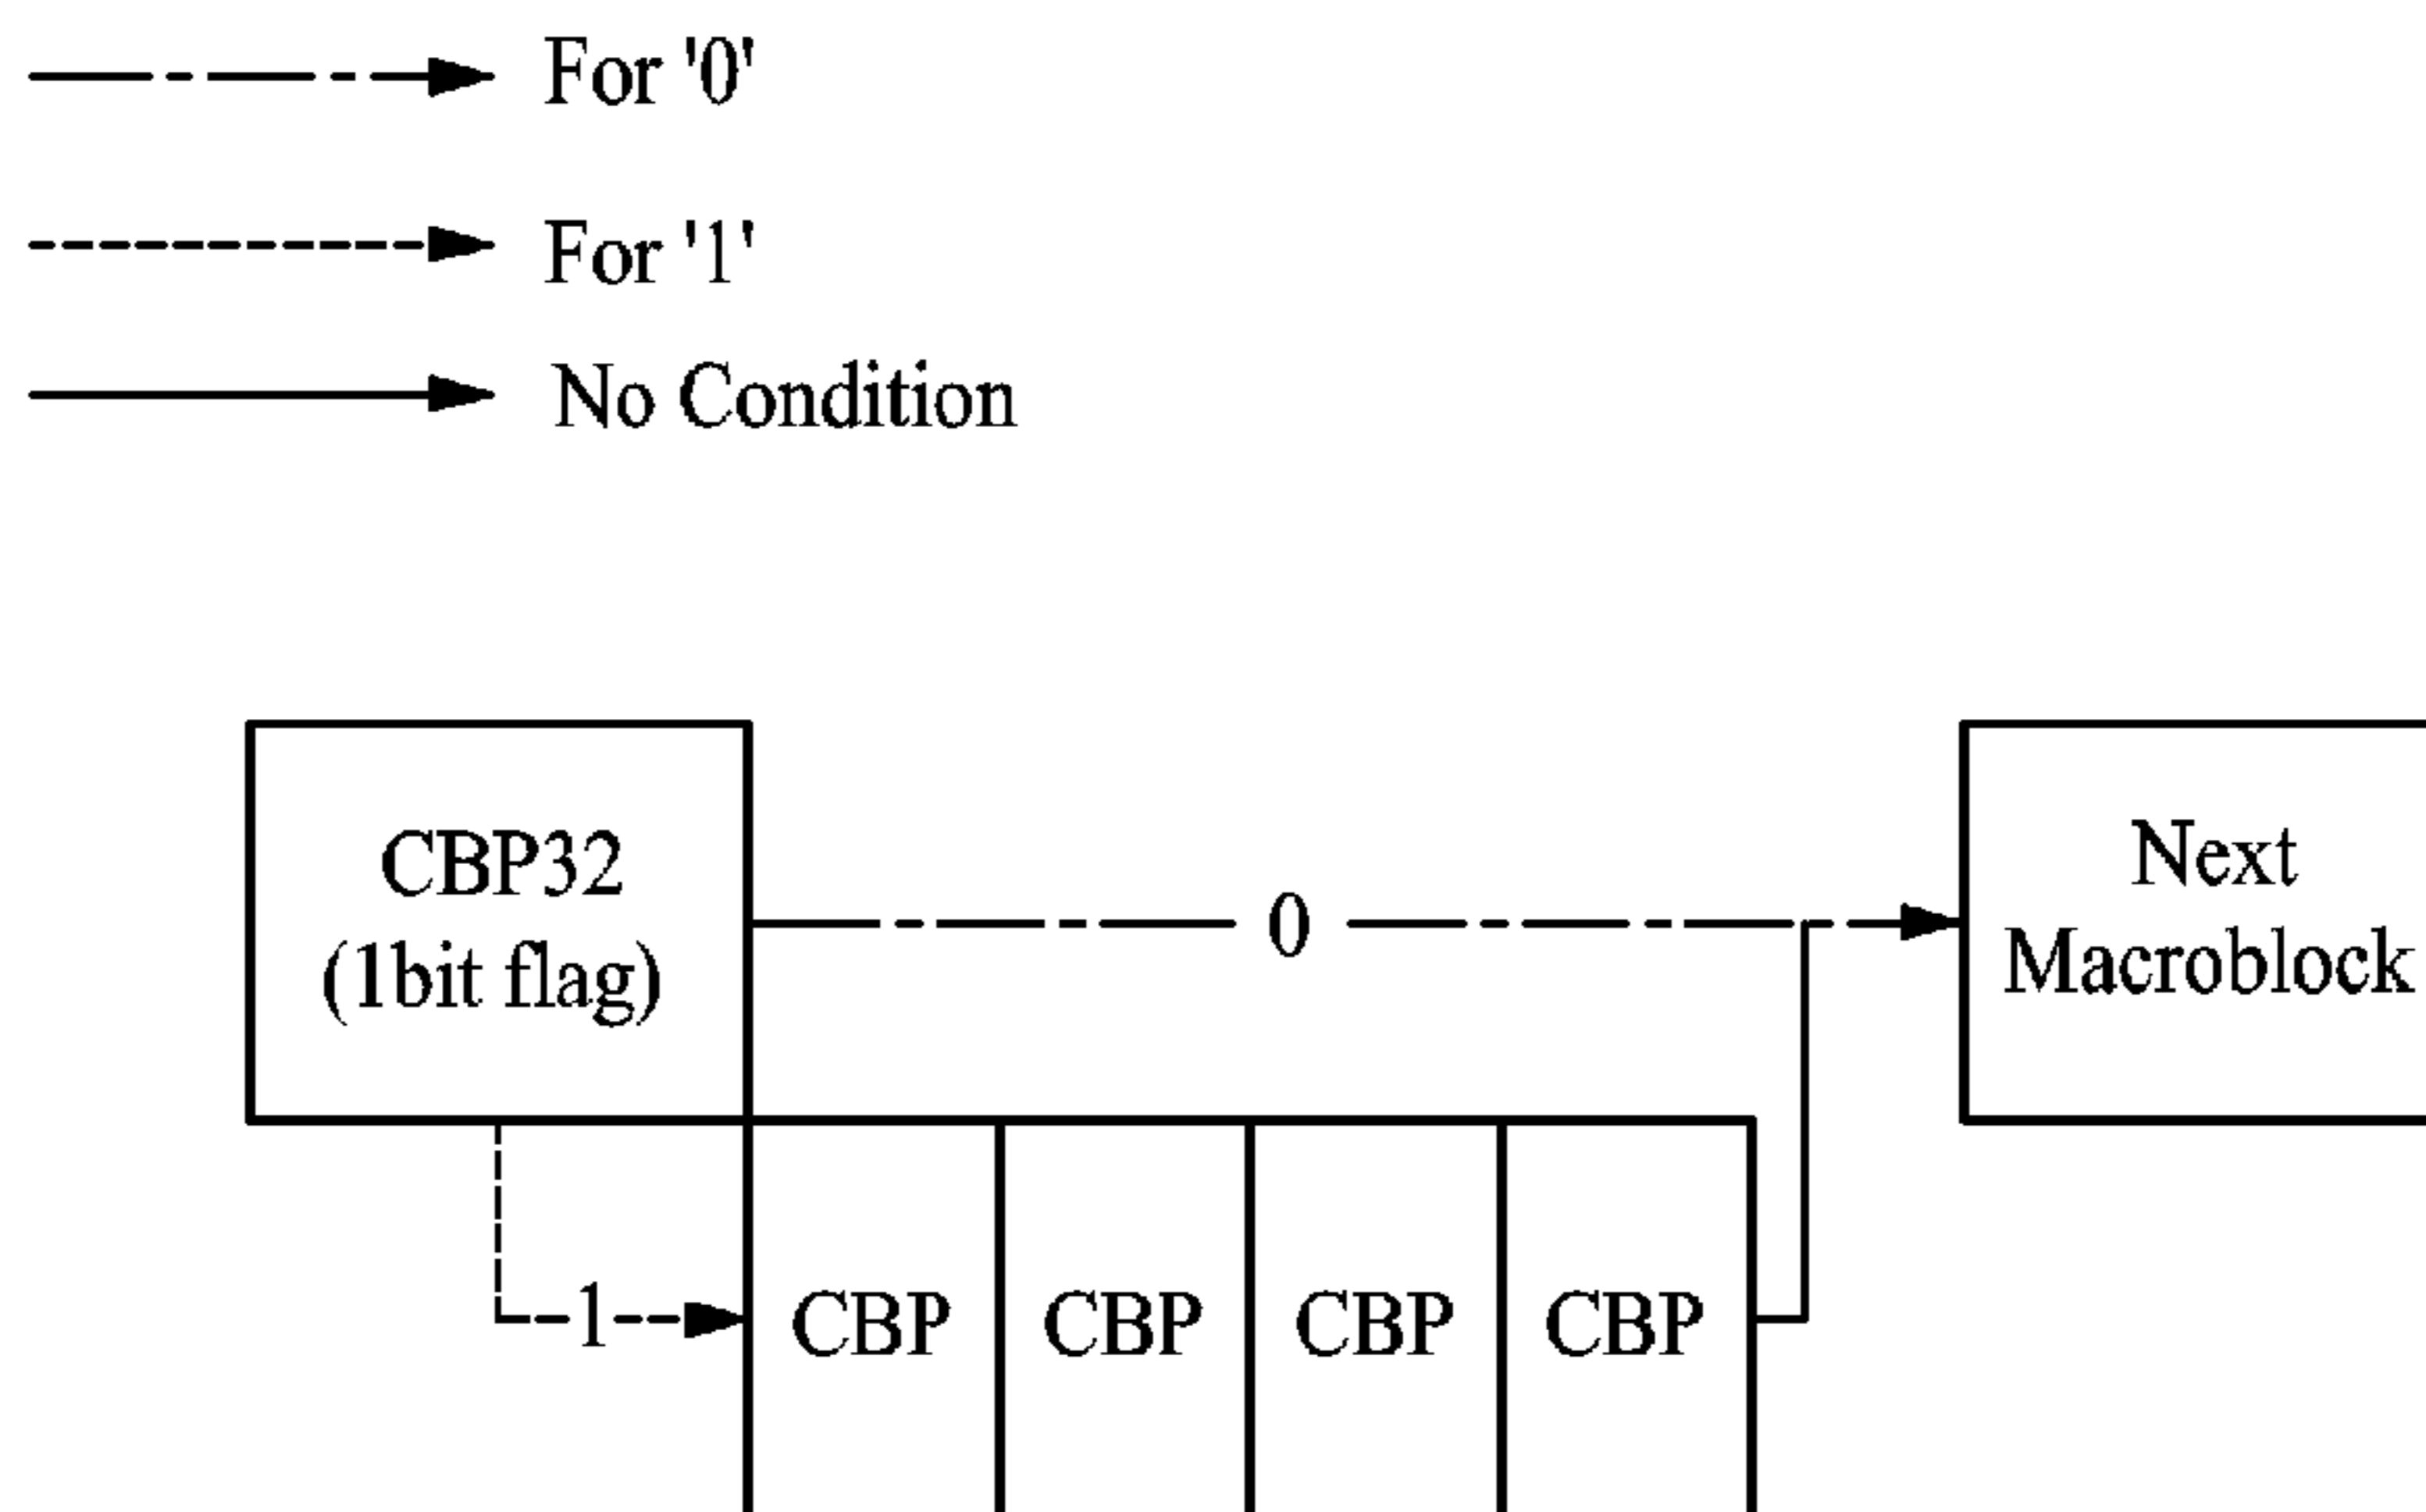 For '0'
For '1'
No Condition
CBP32
(1bit flag)
0
Next
Macroblock
1
CBP CBP CBP CBP